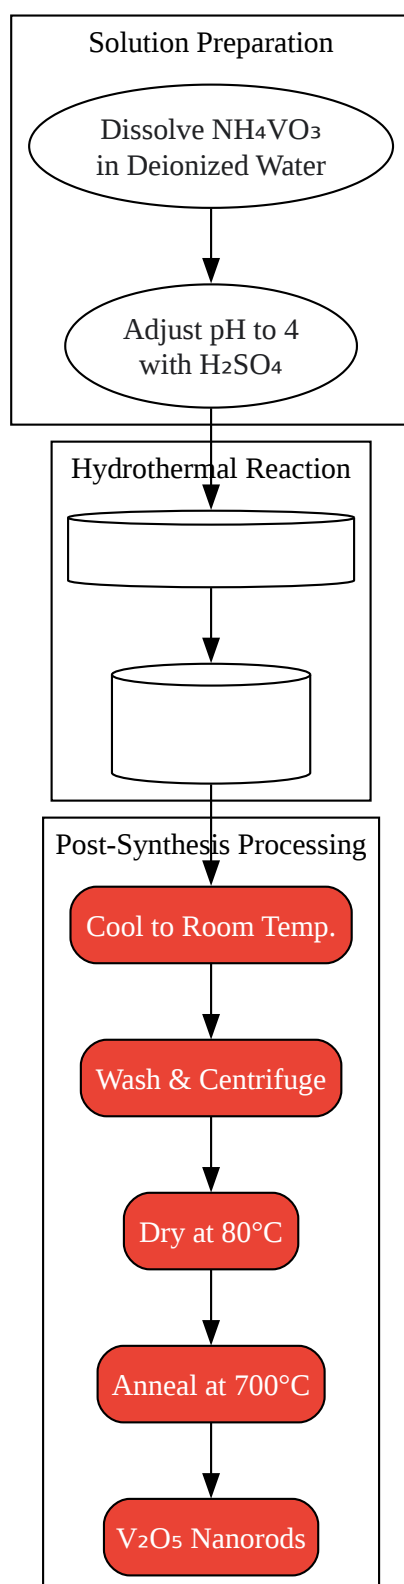 Solution Preparation
Dissolve NH₄VO₃
in Deionized Water
Adjust pH to 4
with H₂SO₄
Hydrothermal Reaction
Post-Synthesis Processing
Cool to Room Temp.
Wash & Centrifuge
Dry at 80°C
Anneal at 700°C
V₂O₅ Nanorods